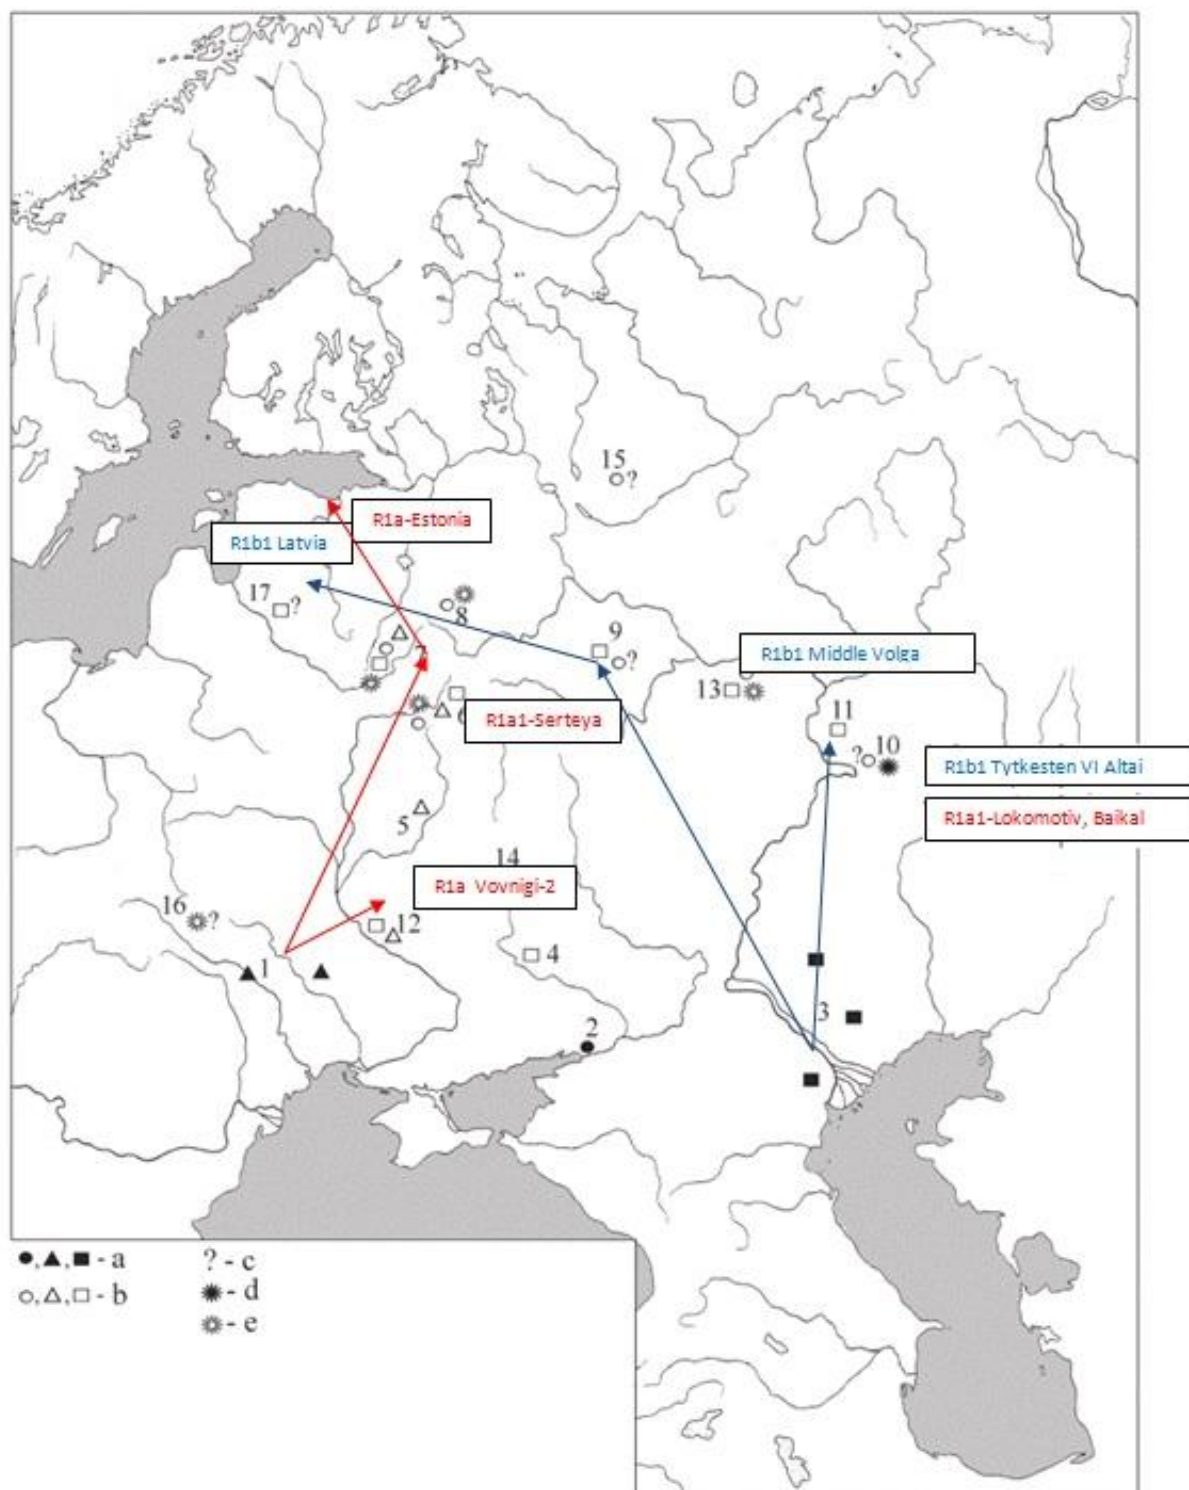 15
?
R1a-Estonia
R1b1 Latvia
17
?
8
9
?
7
R1b1 Middle Volga
13
6
R1a1-Serteya
11
?
10
R1b1 Tytkesten VI Altai
R1a1-Lokomotiv, Baikal
5
14
R1a Vovnigi-2
16
?
12
1
4
3
2
- a
? - c
- b
- d
- e